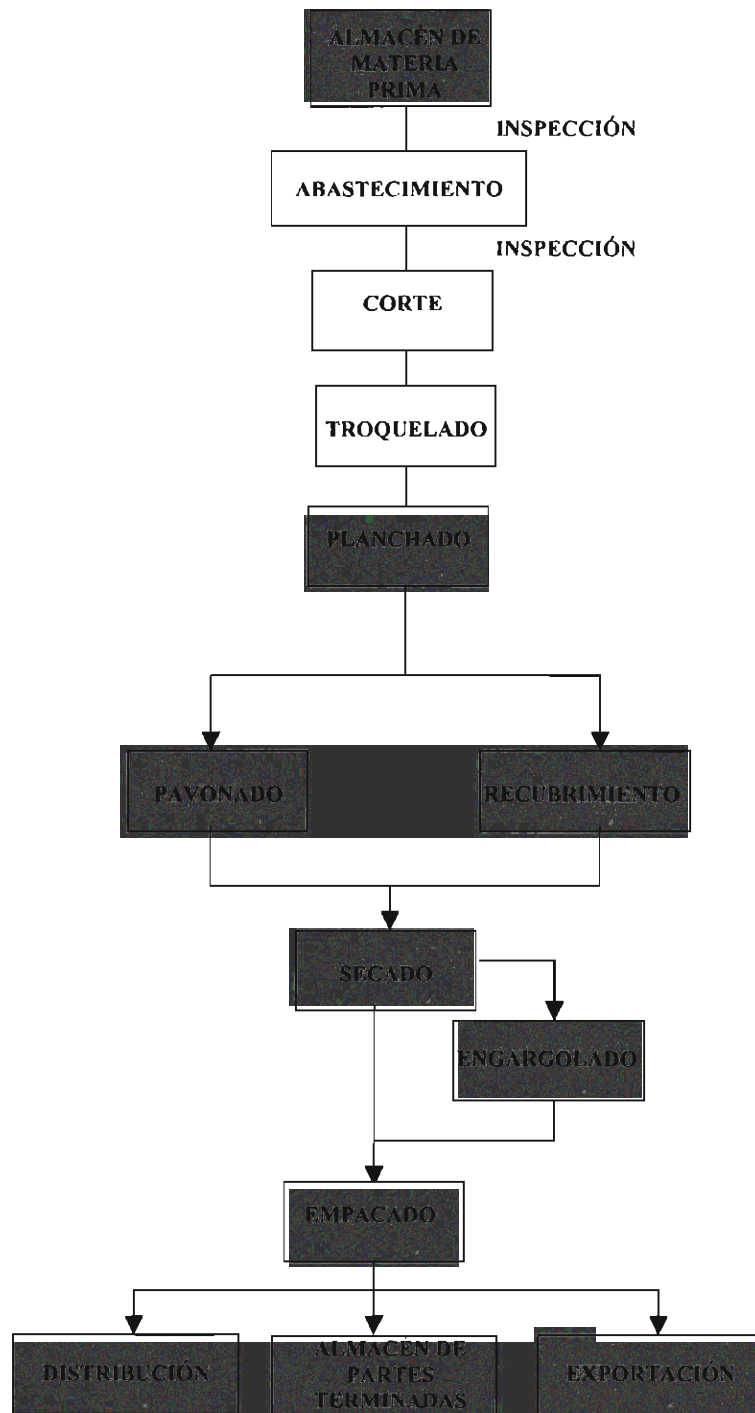 ALMACÉN DE
MATERIA
PRIMA
INSPECCIÓN
ABASTECIMIENTO
INSPECCIÓN
CORTE
TROQUELADO
PLANCHADO
PAVONADO
RECUBRIMIENTO
SECADO
ENGARGOLADO
EMPACADO
DISTRIBUCIÓN
ALMACÉN DE
PARTES
TERMINADAS
EXPORTACIÓN